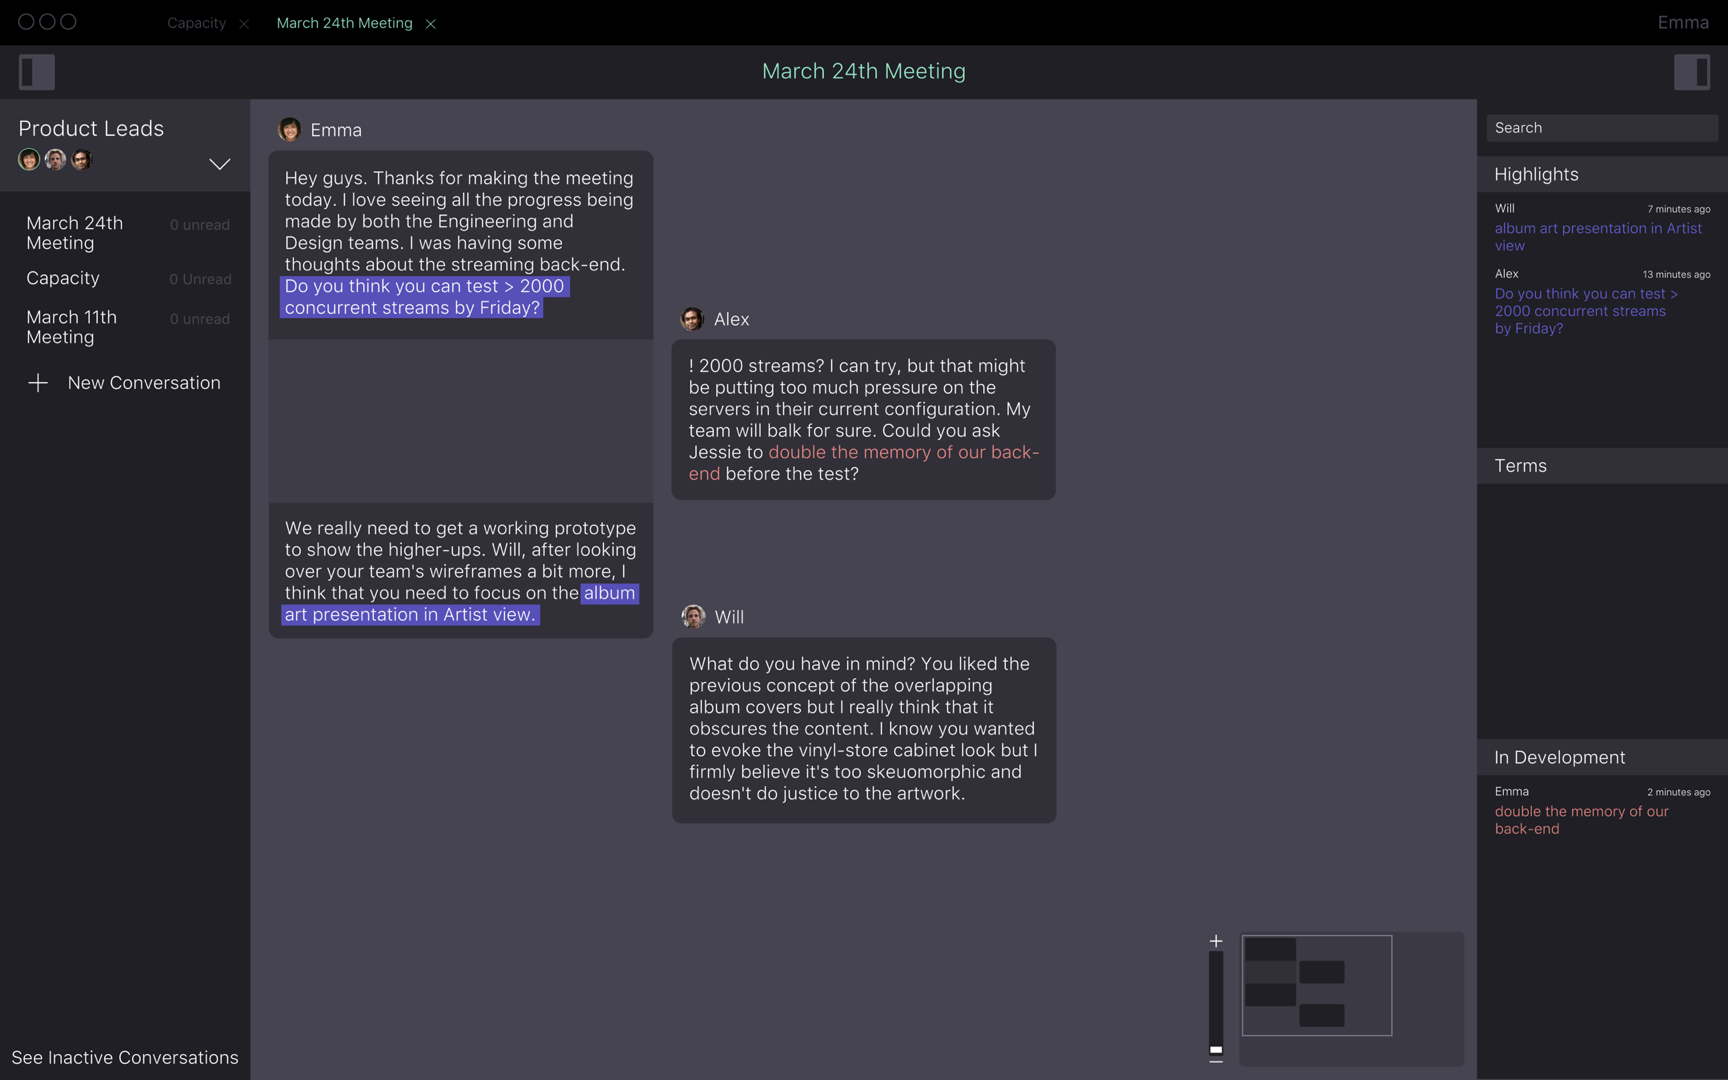 Capacity
March 24th Meeting
Emma
March 24th Meeting
Product Leads
March 24th
Meeting
0 unread
Capacity
0 Unread
March 11th
Meeting
0 unread
New Conversation
See Inactive Conversations
Emma
Hey guys. Thanks for making the meeting
today. I love seeing all the progress being
made by both the Engineering and
Design teams. I was having some
thoughts about the streaming back-end.
Do you think you can test > 2000
concurrent streams by Friday?
Alex
! 2000 streams? I can try, but that might
be putting too much pressure on the
servers in their current configuration. My
team will balk for sure. Could you ask
Jessie to double the memory of our back-
end before the test?
We really need to get a working prototype
to show the higher-ups. Will, after looking
over your team's wireframes a bit more, I
think that you need to focus on the album
art presentation in Artist view.
Will
What do you have in mind? You liked the
previous concept of the overlapping
album covers but I really think that it
obscures the content. I know you wanted
to evoke the vinyl-store cabinet look but I
firmly believe it's too skeuomorphic and
doesn't do justice to the artwork.
Search
Highlights
Will
7 minutes ago
album art presentation in Artist
view
Alex
13 minutes ago
Do you think you can test >
2000 concurrent streams
by Friday?
Terms
In Development
Emma
2 minutes ago
double the memory of our
back-end